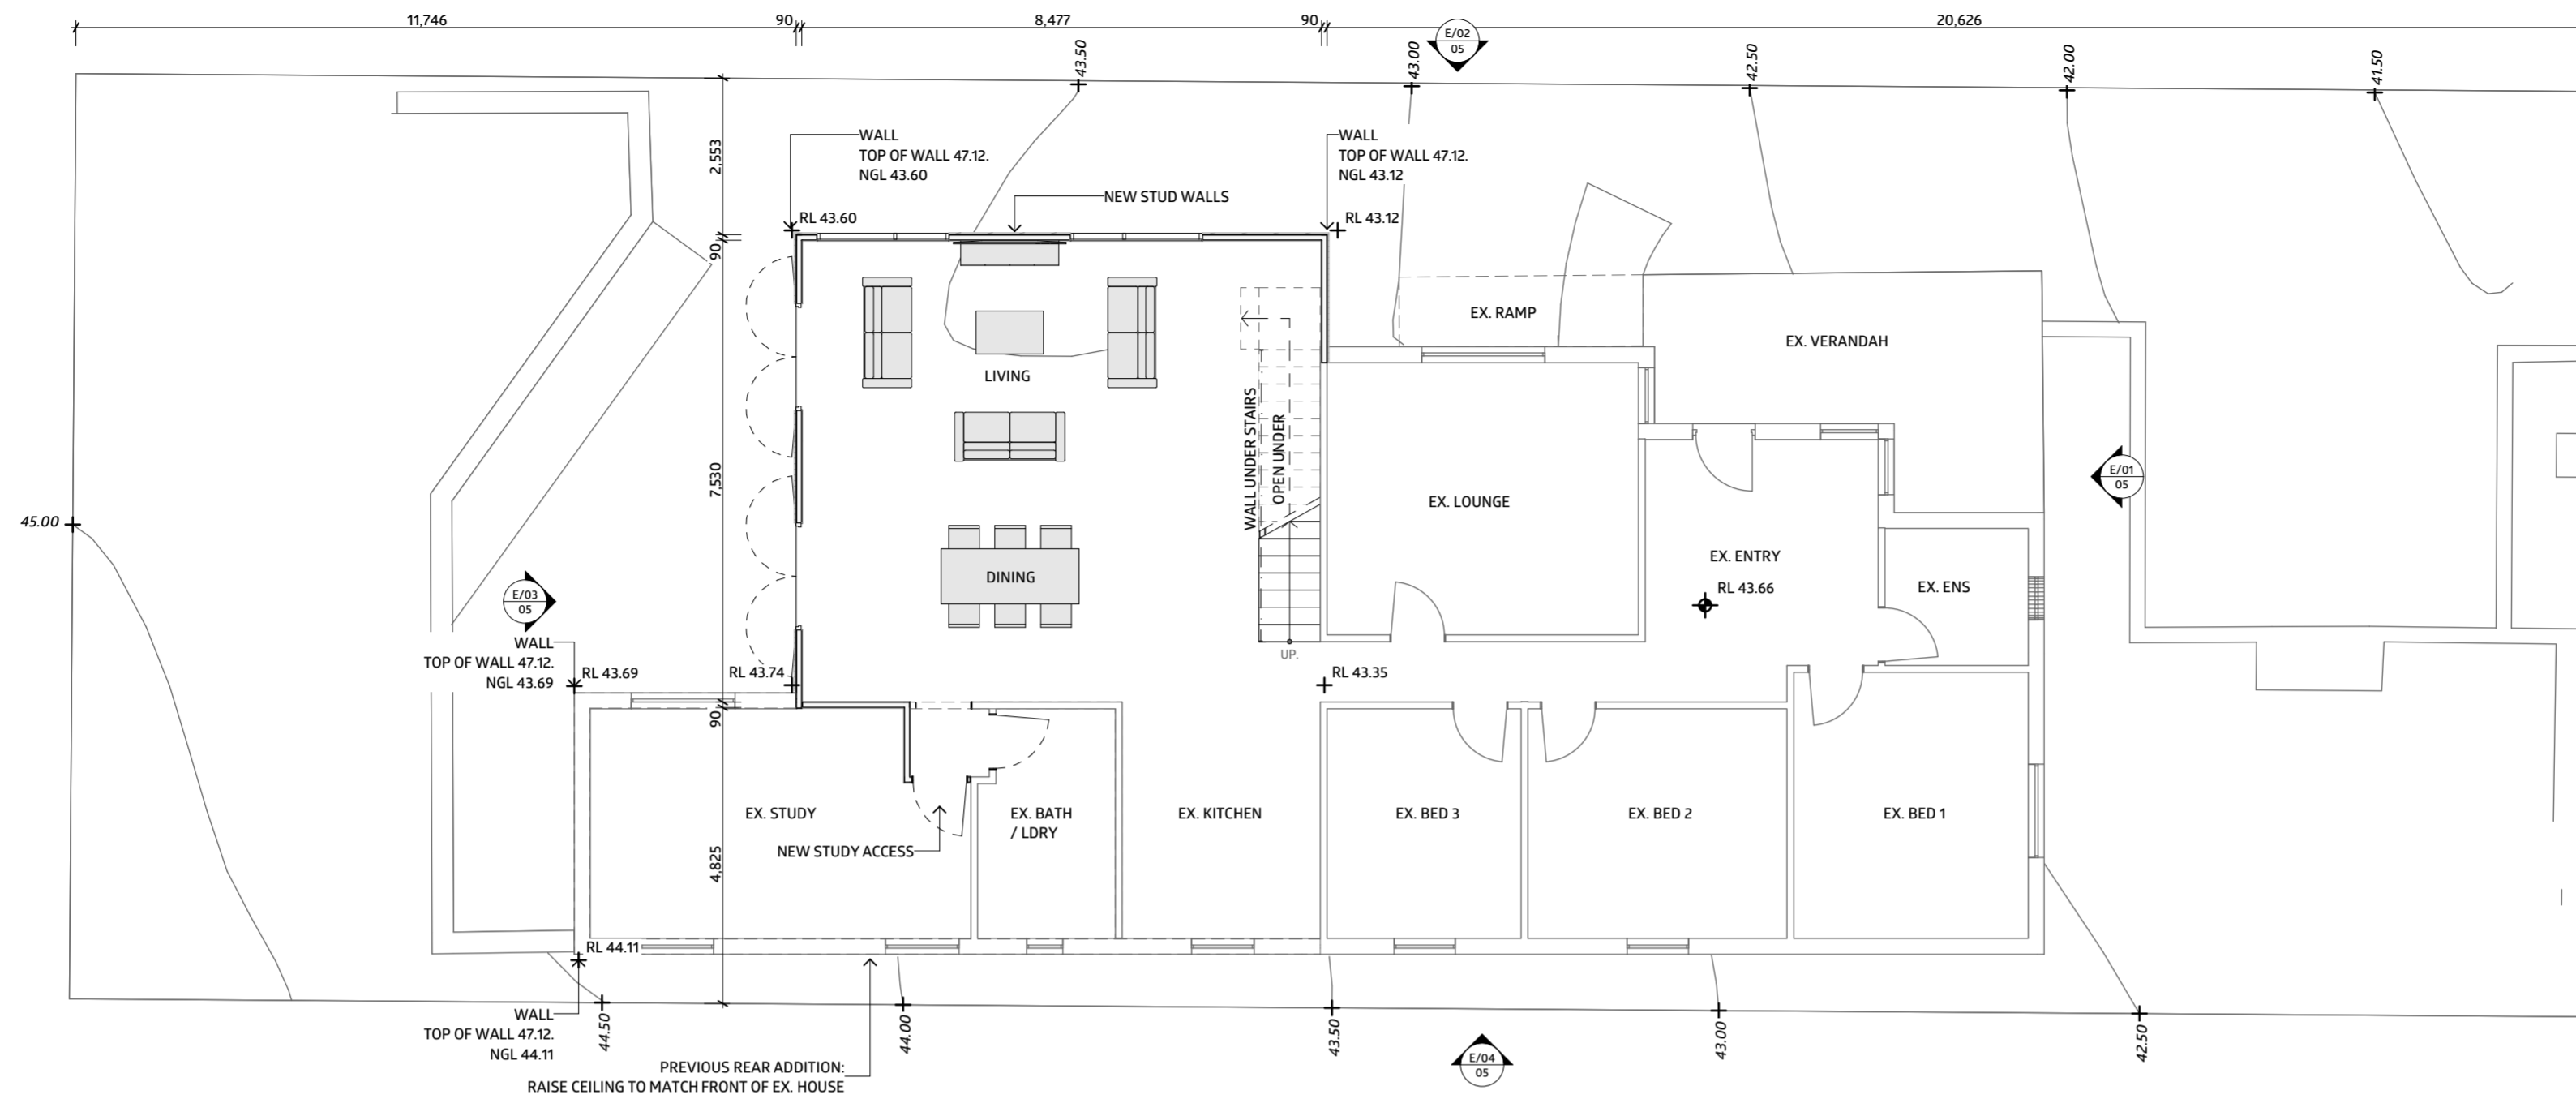 11,746
90
8,477
90
20,626
E/02
05
43.50
43.00
42.50
42.00
41.50
2,553
WALL
TOP OF WALL 47.12.
NGL 43.60
WALL
TOP OF WALL 47.12.
NGL 43.12
NEW STUD WALLS
RL 43.60
RL 43.12
90
EX. RAMP
EX. VERANDAH
LIVING
WALL UNDER STAIRS
OPEN UNDER
7,530
E/01
05
EX. LOUNGE
45.00
EX. ENTRY
RL 43.66
DINING
EX. ENS
E/03
05
WALL
TOP OF WALL 47.12.
NGL 43.69
RL 43.69
RL 43.74
UP.
RL 43.35
90
EX. STUDY
EX. BATH
/ LDRY
EX. KITCHEN
EX. BED 3
EX. BED 2
EX. BED 1
NEW STUDY ACCESS
4,825
RL 44.11
WALL
TOP OF WALL 47.12.
NGL 44.11
44.50
44.00
43.50
43.00
42.50
PREVIOUS REAR ADDITION:
RAISE CEILING TO MATCH FRONT OF EX. HOUSE
E/04
05